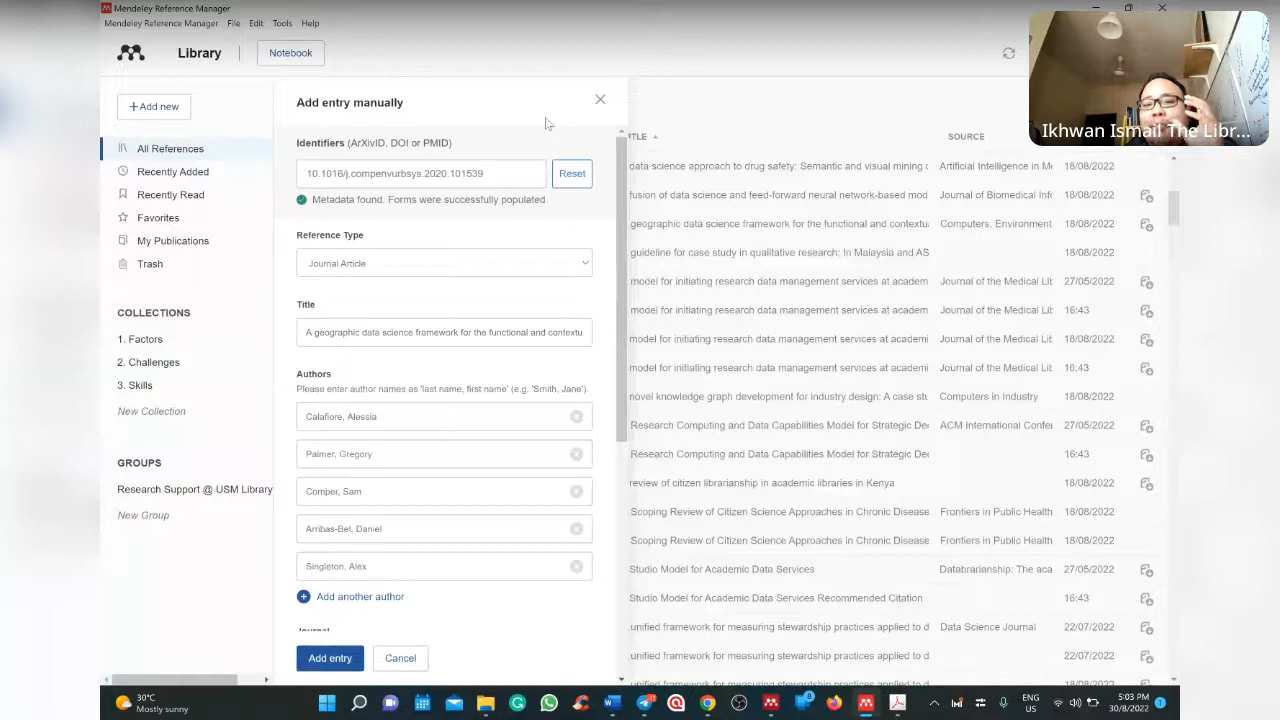 Mendeley Reference Manager
Mendeley Reference Manager File Edit Tools Help
Library
Notebook
Add new
All References
Recently Added
Recently Read
Favorites
My Publications
Trash
COLLECTIONS
1. Factors
2. Challenges
3. Skills
New Collection
GROUPS
Research Support @ USM Library
New Group
Add entry manually
Identifiers (ArXivID, DOI or PMID)
10.1016/j.compenvurbsys.2020.101539
Reset
Metadata found. Forms were successfully populated.
Reference Type
Journal Article
Title
A geographic data science framework for the functional and contextu
Authors
Please enter author names as 'last name, first name' (e.g. 'Smith, Jane').
Calafiore, Alessia
Palmer, Gregory
Comper, Sam
Arribas-Bel, Daniel
Singleton, Alex
Add another author
Journal
Add entry
Cancel
TLE SOURCE
data science approach to drug safety: Semantic and visual mining o Artificial Intelligence in Me 18/08/2022
fusion of data science and feed-forward neural network-based mod Journal of Biomedical Info 18/08/2022
geographic data science framework for the functional and contextu Computers, Environment 18/08/2022
guideline for case study in qualitative research: In Malaysia and AS 18/08/2022
model for initiating research data management services at academ Journal of the Medical Lib 27/05/2022
model for initiating research data management services at academ Journal of the Medical Lib 16:43
model for initiating research data management services at academ Journal of the Medical Lib 18/08/2022
model for initiating research data management services at academi Journal of the Medical Lib 16:43
novel knowledge graph development for industry design: A case stu Computers in Industry 18/08/2022
Research Computing and Data Capabilities Model for Strategic Dec ACM International Confer 27/05/2022
Research Computing and Data Capabilities Model for Strategic Dec 16:43
review of citizen librarianship in academic libraries in Kenya 18/08/2022
Scoping Review of Citizen Science Approaches in Chronic Disease Frontiers in Public Health 18/08/2022
Scoping Review of Citizen Science Approaches in Chronic Disease Frontiers in Public Health 18/08/2022
Studio Model for Academic Data Services Databrarianship: The aca 27/05/2022
Studio Model for Academic Data Services Recommended Citation 16:43
unified framework for measuring stewardship practices applied to d Data Science Journal 22/07/2022
unified framework for measuring stewardship practices applied to d 22/07/2022
18/08/2022
Ikhwan Ismail The Libr...
30°C
Mostly sunny
ENG
US
5:03 PM
30/8/2022